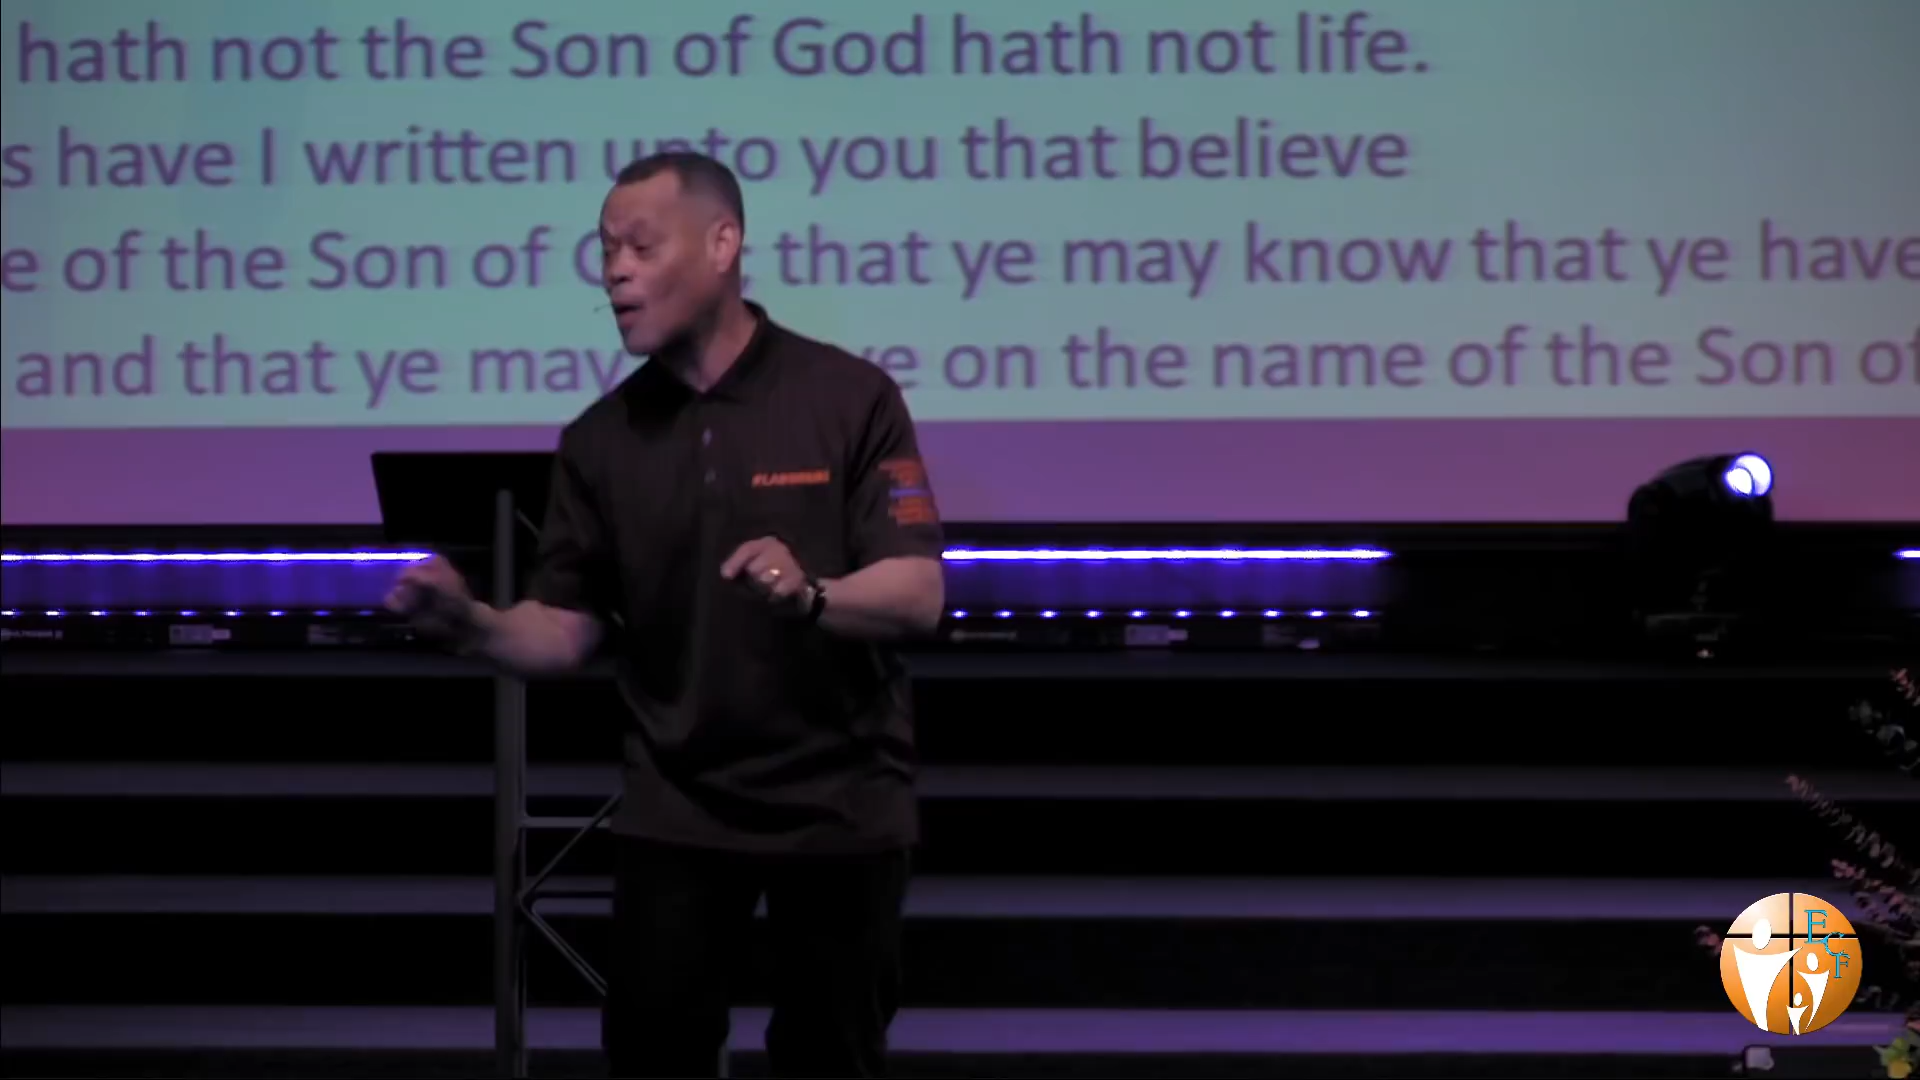 hath not the Son of God hath not life.
s have I written unto you that believe
e of the Son of that ye may know that ye have
and that ye may on the name of the Son of
ECF